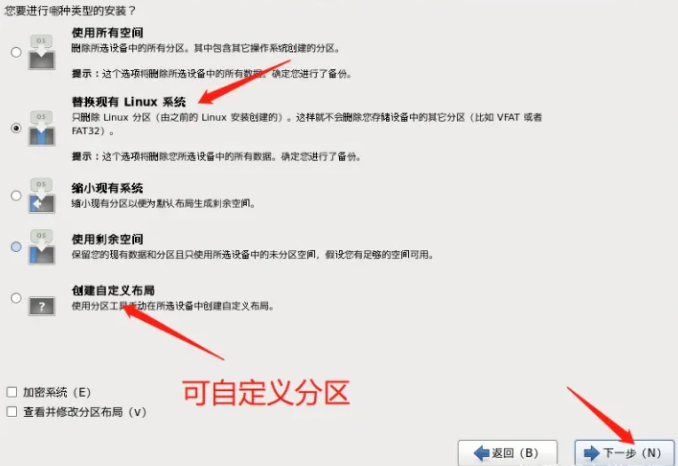 您要进行哪种类型的安装？
使用所有空间
删除所选设备中的所有分区。其中包含其它操作系统创建的分区。
提示：这个选项将删除所选设备中的所有数据。确定您进行了备份。
替换现有 Linux 系统
只删除 Linux 分区（由之前的 Linux 安装创建的）。这样就不会删除您存储设备中的其它分区（比如 VFAT 或者
FAT32）。
提示：这个选项将删除您所选设备中的所有数据。确定您进行了备份。
缩小现有系统
缩小现有分区以便为默认布局生成剩余空间。
使用剩余空间
保留您的现有数据和分区且只使用所选设备中的未分区空间，假设您有足够的空间可用。
创建自定义布局
使用分区工具手动在所选设备中创建自定义布局。
可自定义分区
加密系统（E）
查看并修改分区布局（v）
返回（B）
下一步（N）
OS
OS
OS
OS
?